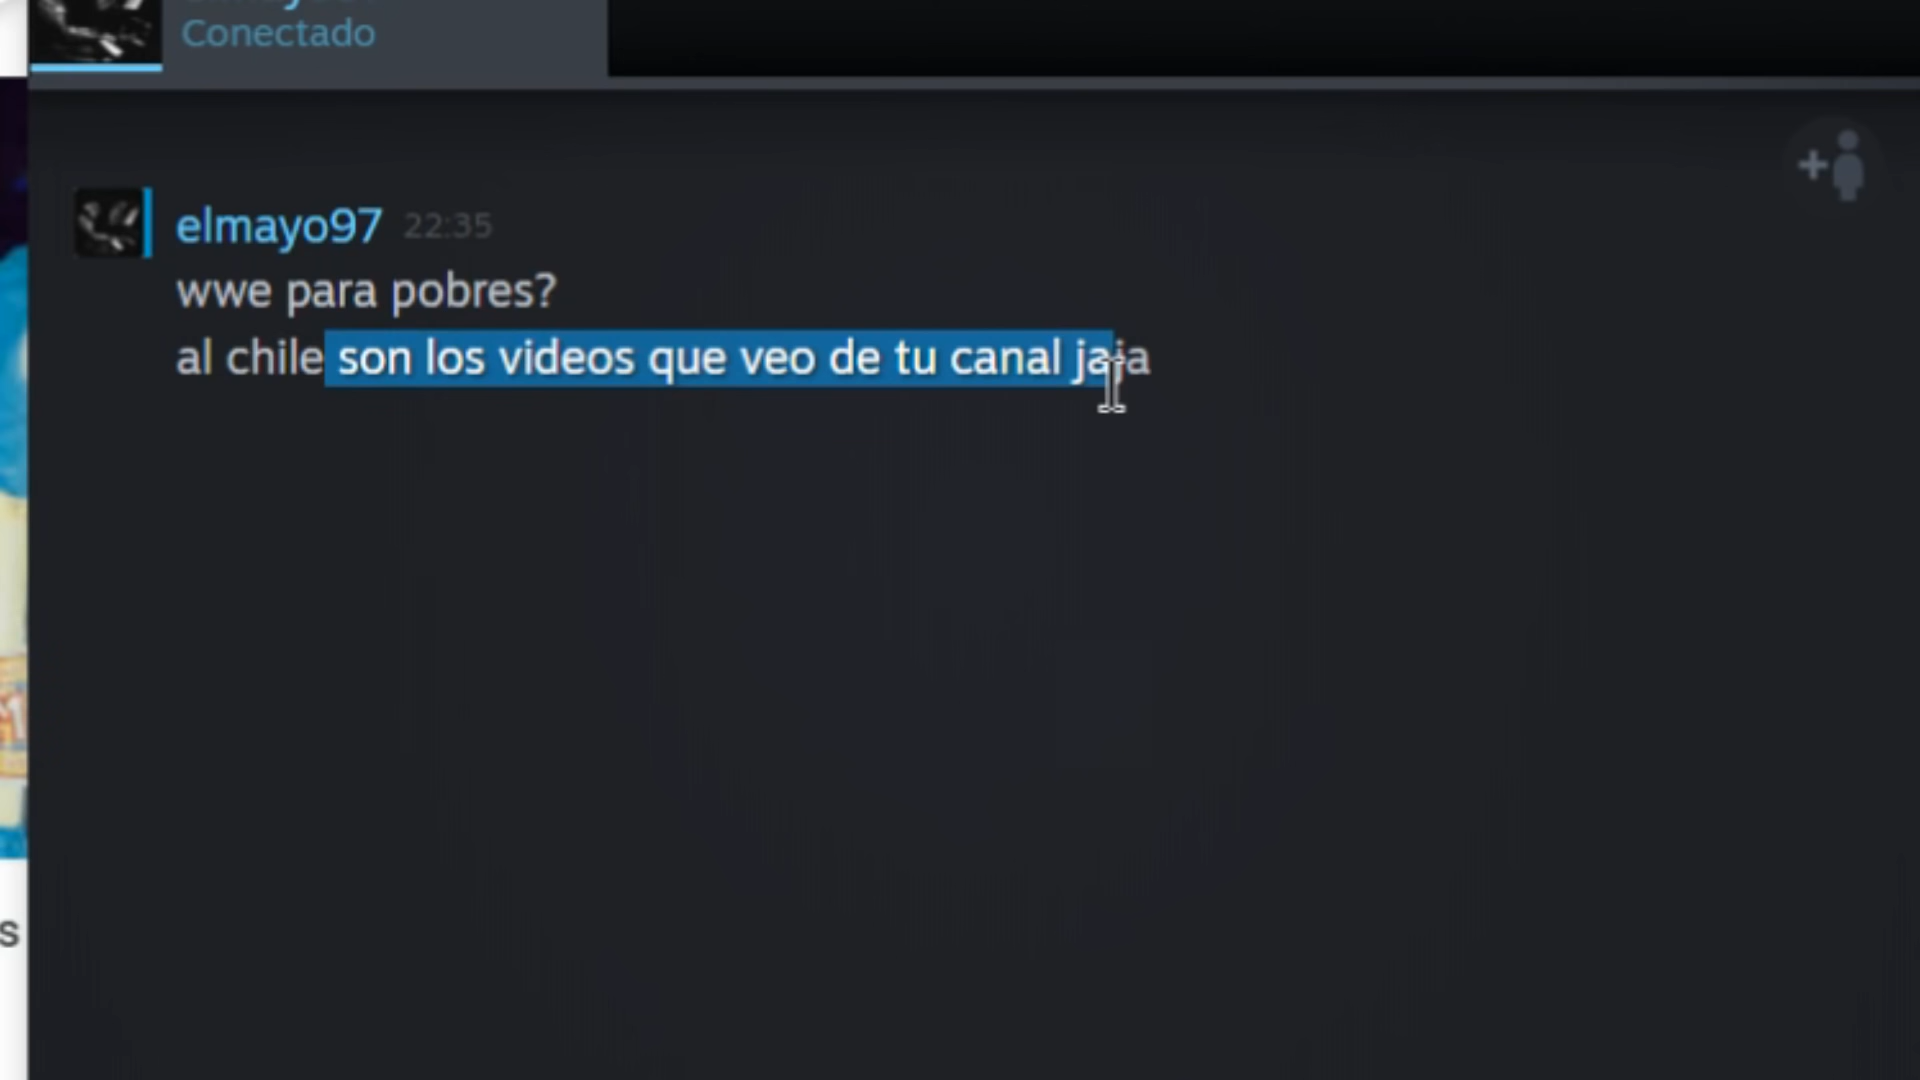 Conectado
elmayo97 22:35
wwe para pobres?
al chile son los videos que veo de tu canal jaja
s